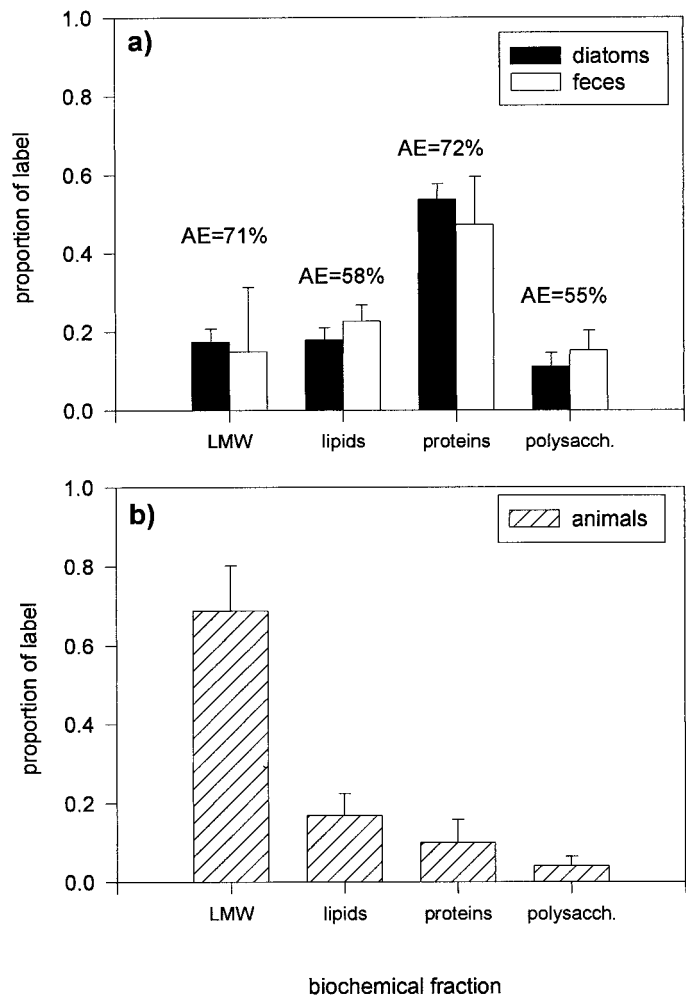 a)
diatoms
feces
1.0
0.8
0.6
0.4
0.2
0.0
proportion of label
AE=71%
AE=58%
AE=72%
AE=55%
LMW lipids proteins polysacch.
b)
animals
1.0
0.8
0.6
0.4
0.2
0.0
proportion of label
LMW lipids proteins polysacch.
biochemical fraction